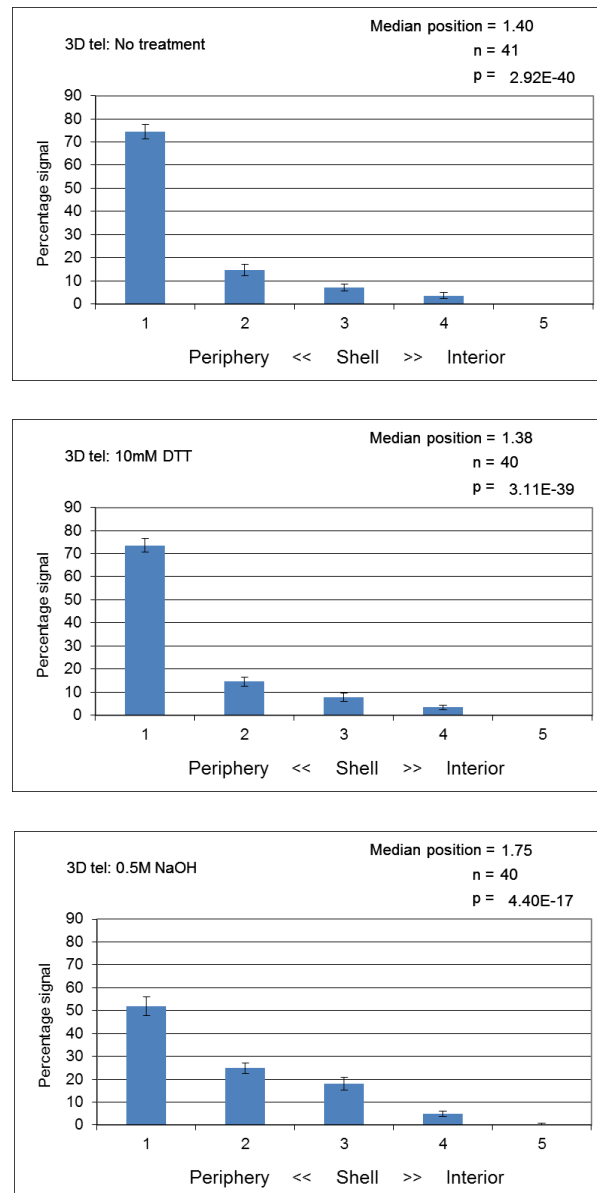 3D tel: No treatment
Median position = 1.40
n = 41
p = 2.92E-40
Percentage signal
90
80
70
60
50
40
30
20
10
0
1 2 3 4 5
Periphery << Shell >> Interior
3D tel: 10mM DTT
Median position = 1.38
n = 40
p = 3.11E-39
Percentage signal
90
80
70
60
50
40
30
20
10
0
1 2 3 4 5
Periphery << Shell >> Interior
3D tel: 0.5M NaOH
Median position = 1.75
n = 40
p = 4.40E-17
Percentage signal
90
80
70
60
50
40
30
20
10
0
1 2 3 4 5
Periphery << Shell >> Interior